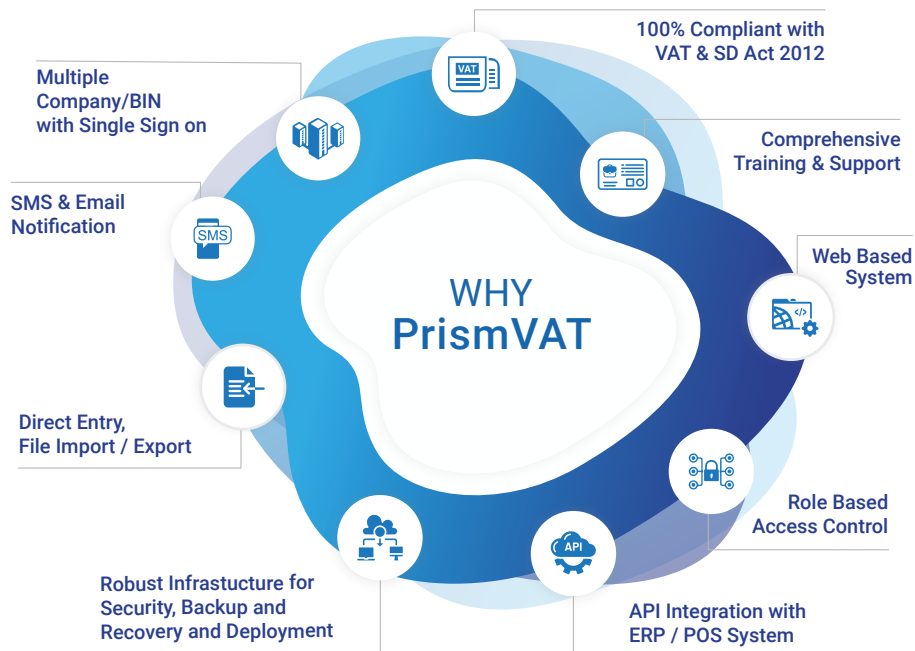 100% Compliant with
VAT & SD Act 2012
VAT
Multiple
Company/BIN
with Single Sign on
Comprehensive
Training & Support
SMS & Email
Notification
SMS
Web Based
System
</>
WHY
PrismVAT
Direct Entry,
File Import / Export
Role Based
Access Control
API
Robust Infrastucture for
Security, Backup and
Recovery and Deployment
API Integration with
ERP / POS System